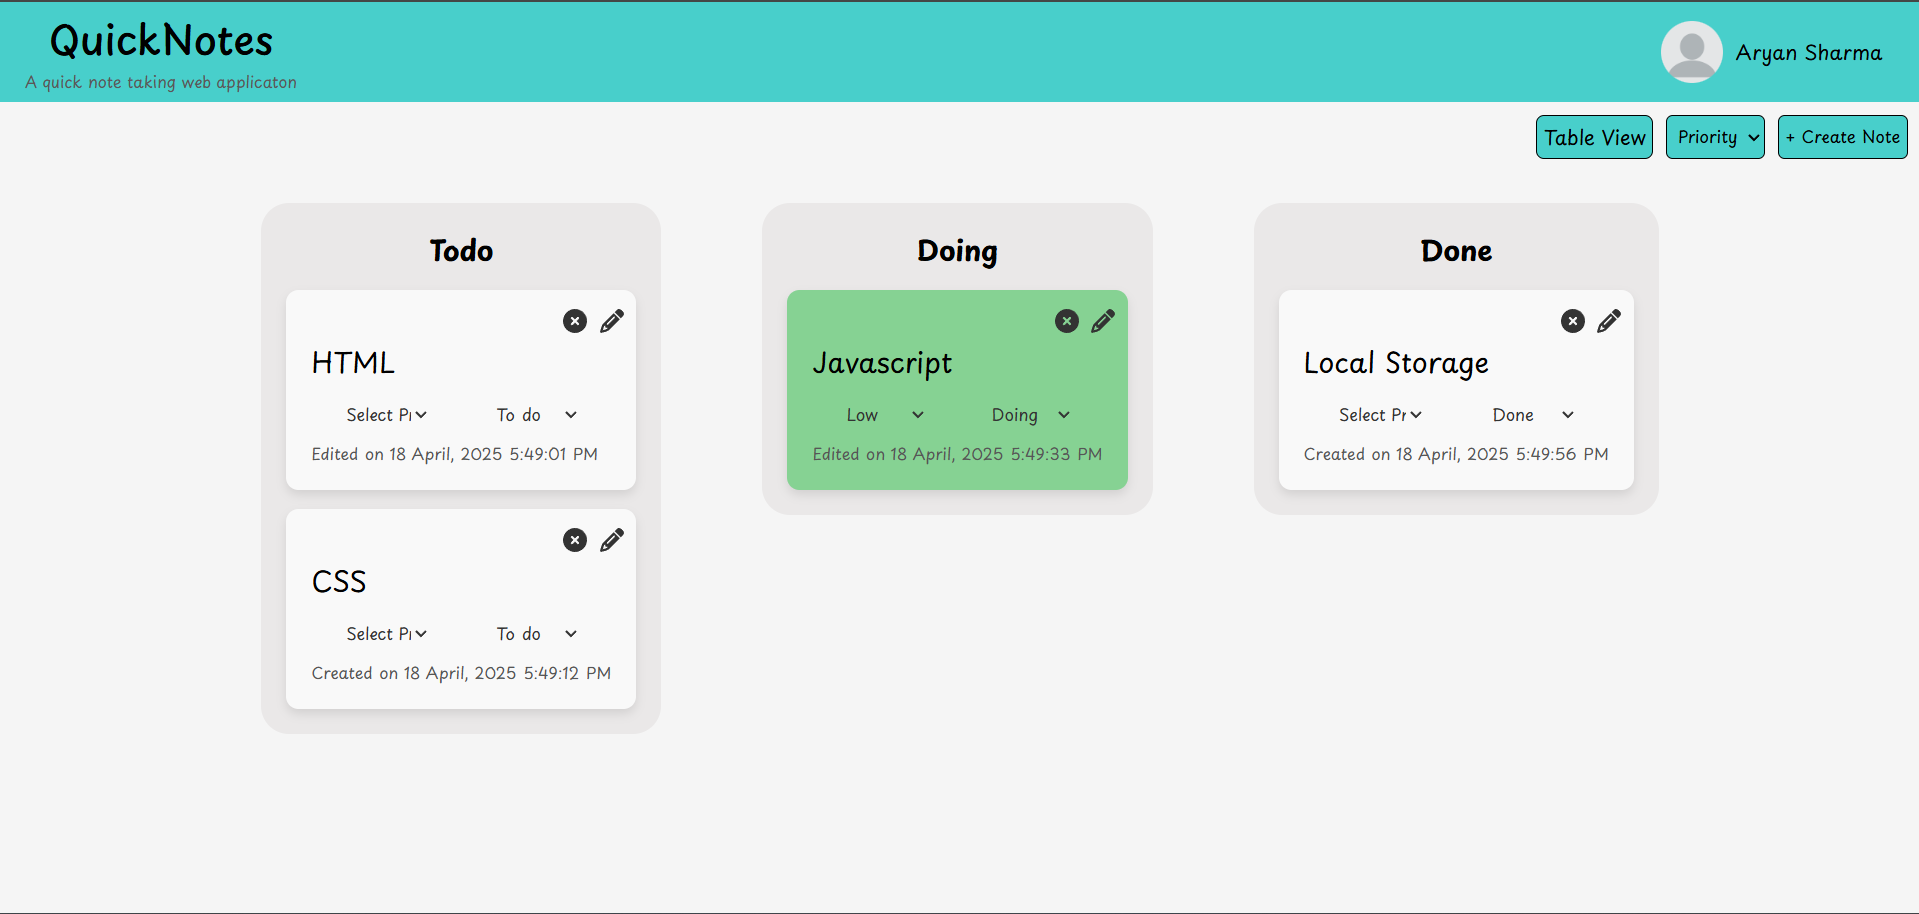 QuickNotes
A quick note taking web applicaton
Aryan Sharma
Table View
Priority
+ Create Note
Todo
HTML
Select Pr
To do
Edited on 18 April, 2025 5:49:01 PM
CSS
Select Pr
To do
Created on 18 April, 2025 5:49:12 PM
Doing
Javascript
Low
Doing
Edited on 18 April, 2025 5:49:33 PM
Done
Local Storage
Select Pr
Done
Created on 18 April, 2025 5:49:56 PM